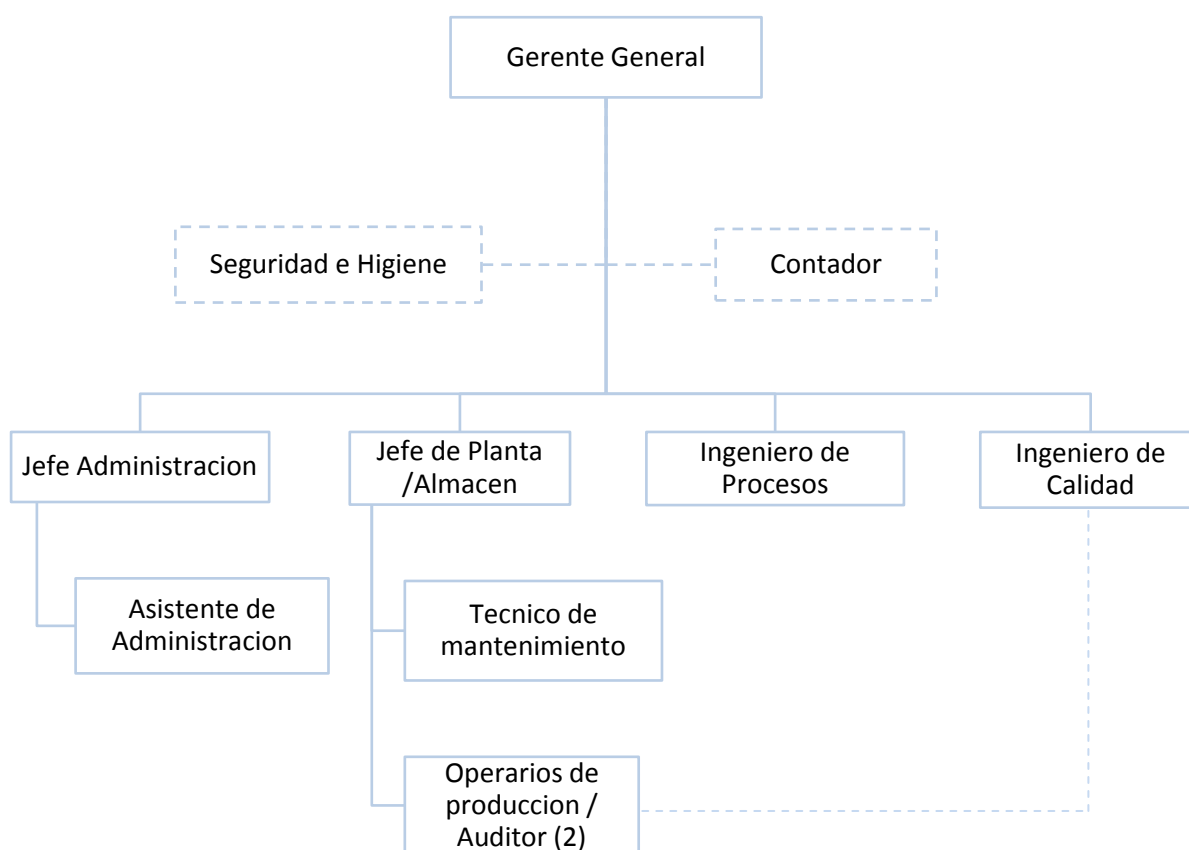 Gerente General
Seguridad e Higiene
Contador
Jefe Administracion
Jefe de Planta
/Almacen
Ingeniero de
Procesos
Ingeniero de
Calidad
Asistente de
Administracion
Tecnico de
mantenimiento
Operarios de
produccion /
Auditor (2)